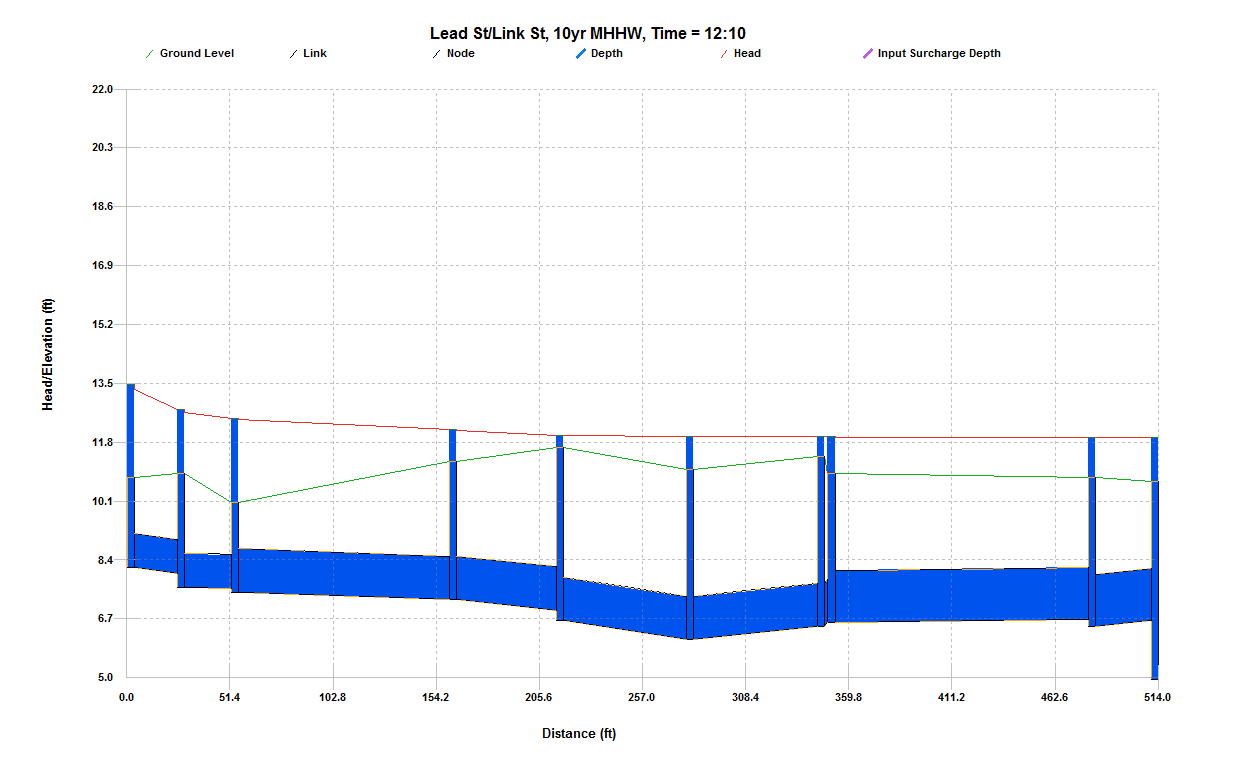 Lead St/Link St, 10yr MHHW, Time = 12:10
Ground Level Link Node Depth Head Input Surcharge Depth
22.0
20.3
18.6
16.9
15.2
13.5
11.8
10.1
8.4
6.7
5.0
Head/Elevation (ft)
0.0 51.4 102.8 154.2 205.6 257.0 308.4 359.8 411.2 462.6 514.0
Distance (ft)